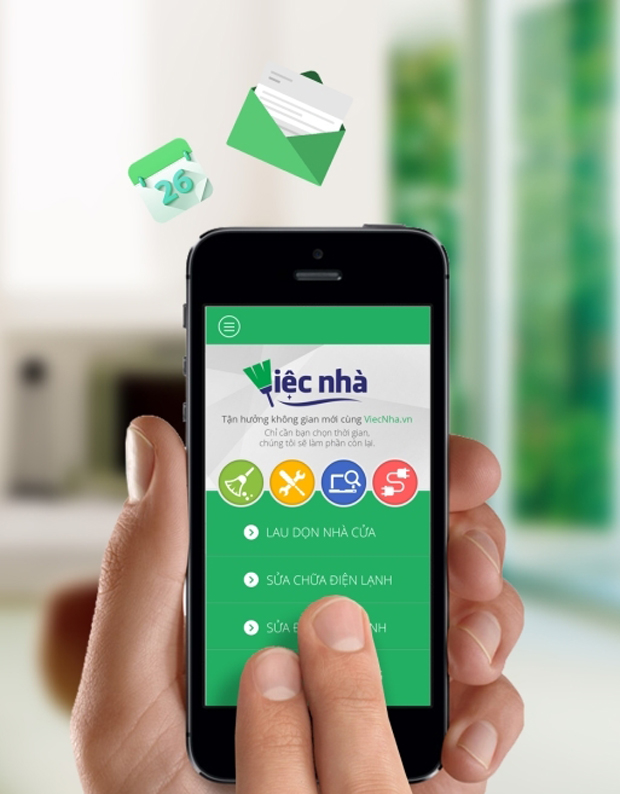 26
Việc nhà
Tận hưởng không gian mới cùng ViecNha.vn
Chỉ cần bạn chọn thời gian,
chúng tôi sẽ làm phần còn lại.
LAU DỌN NHÀ CỬA
SỬA CHỮA ĐIỆN LẠNH
SỬA